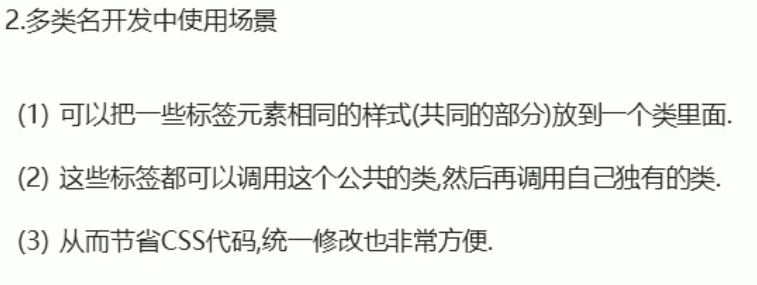 2.多类名开发中使用场景
(1) 可以把一些标签元素相同的样式(共同的部分)放到一个类里面.
(2) 这些标签都可以调用这个公共的类,然后再调用自己独有的类.
(3) 从而节省CSS代码,统一修改也非常方便.